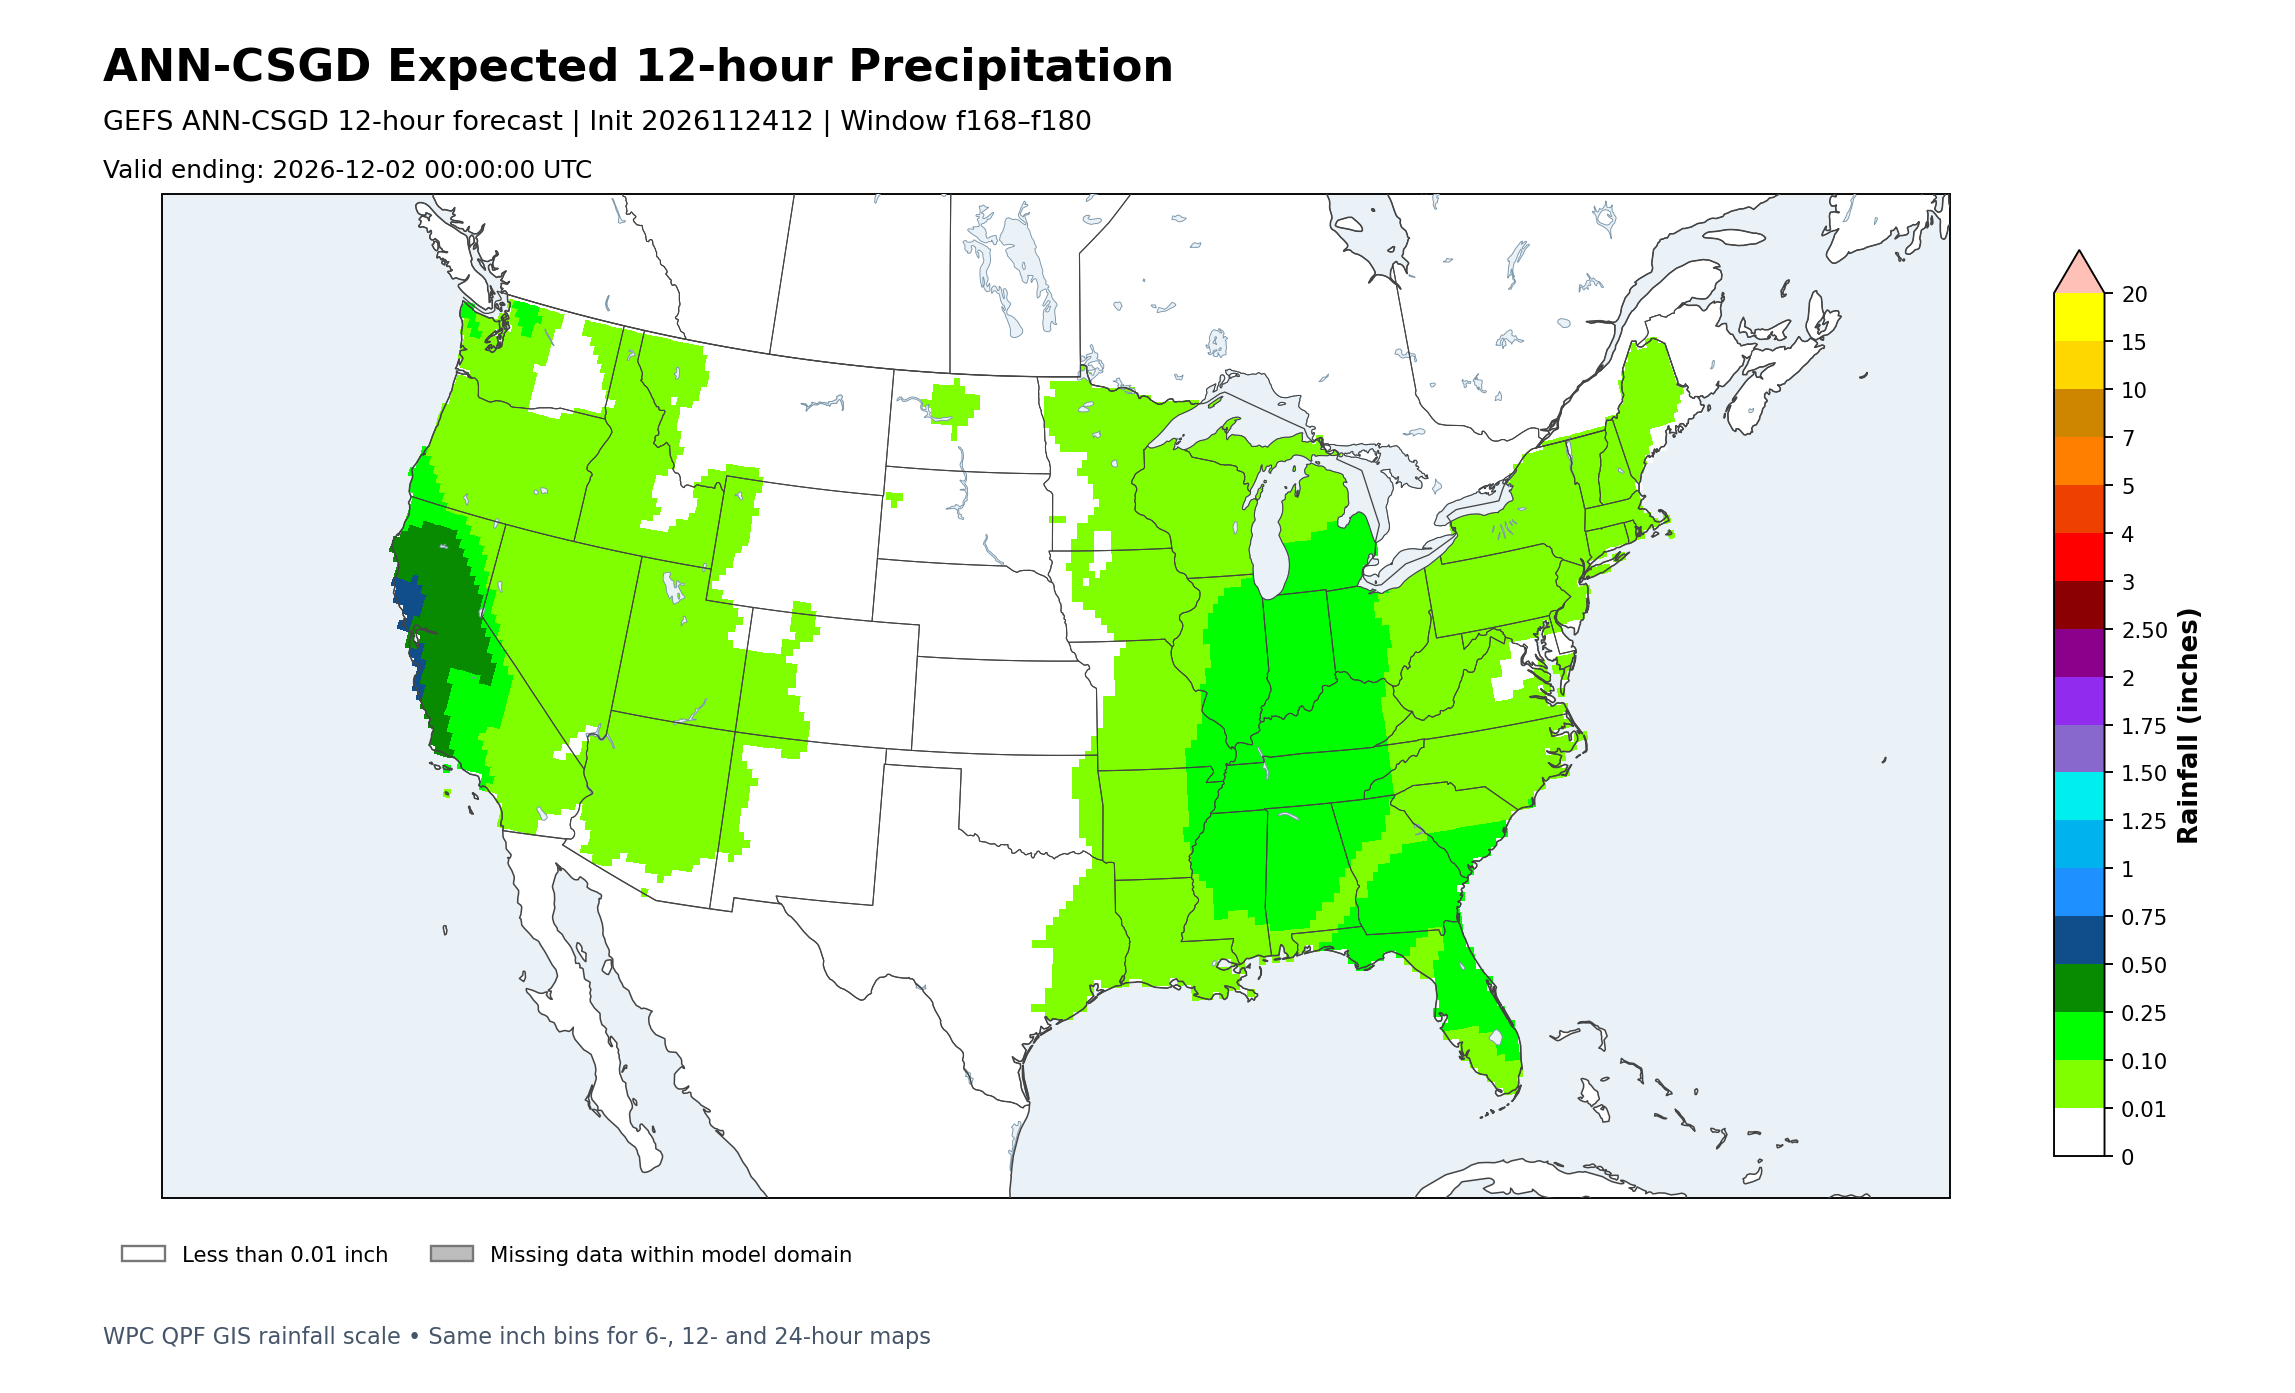 ANN-CSGD Expected 12-hour Precipitation
GEFS ANN-CSGD 12-hour forecast | Init 2026112412 | Window f168–f180
Valid ending: 2026-12-02 00:00:00 UTC
20
15
10
7
5
4
3
2.50
2
1.75
1.50
1.25
1
0.75
0.50
0.25
0.10
0.01
0
Rainfall (inches)
Less than 0.01 inch
Missing data within model domain
WPC QPF GIS rainfall scale • Same inch bins for 6-, 12- and 24-hour maps